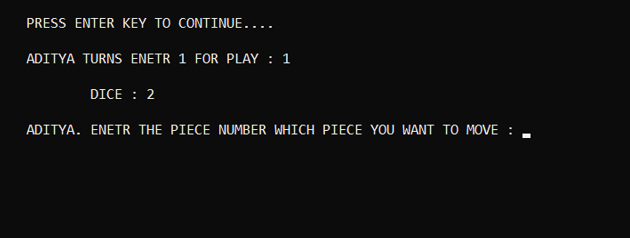 PRESS ENTER KEY TO CONTINUE....
ADITYA TURNS ENETR 1 FOR PLAY : 1
DICE : 2
ADITYA. ENETR THE PIECE NUMBER WHICH PIECE YOU WANT TO MOVE :